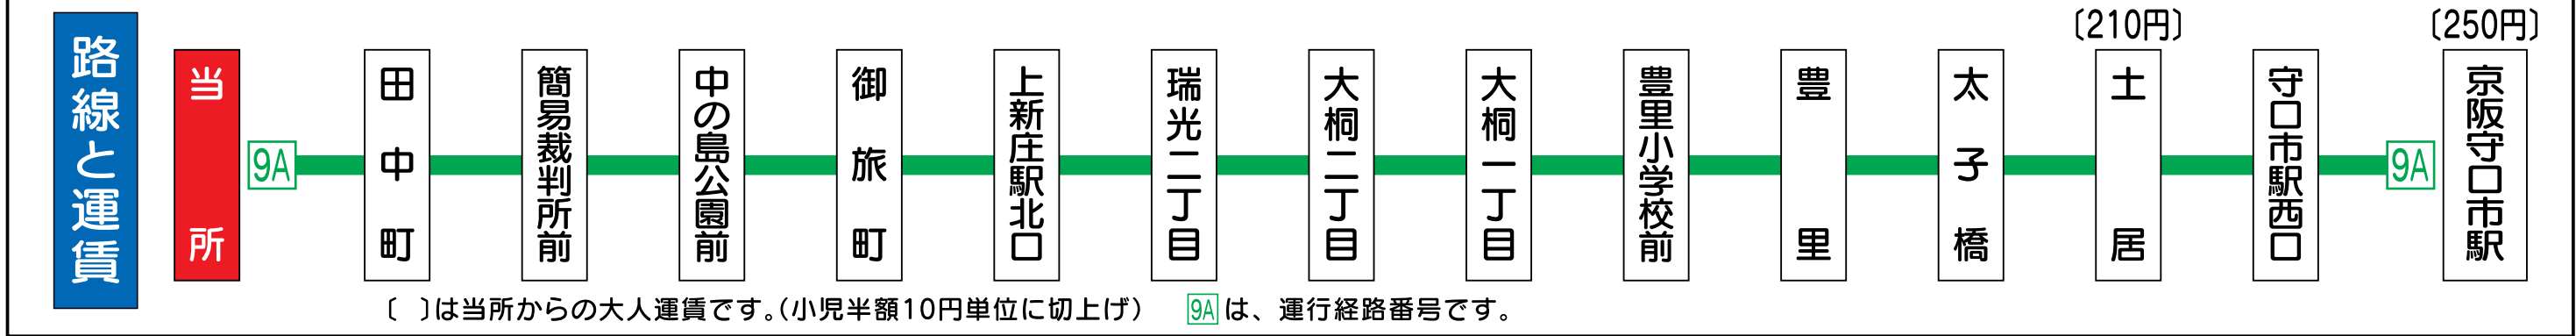 路線と運賃
当所
9A
田中町
簡易裁判所前
中の島公園前
御旅町
上新庄駅北口
瑞光二丁目
大桐二丁目
大桐一丁目
豊里小学校前
豊里
太子橋
〔210円〕
土居
守口市駅西口
9A
〔250円〕
京阪守口市駅
〔 〕は当所からの大人運賃です。(小児半額10円単位に切上げ) 9Aは、運行経路番号です。